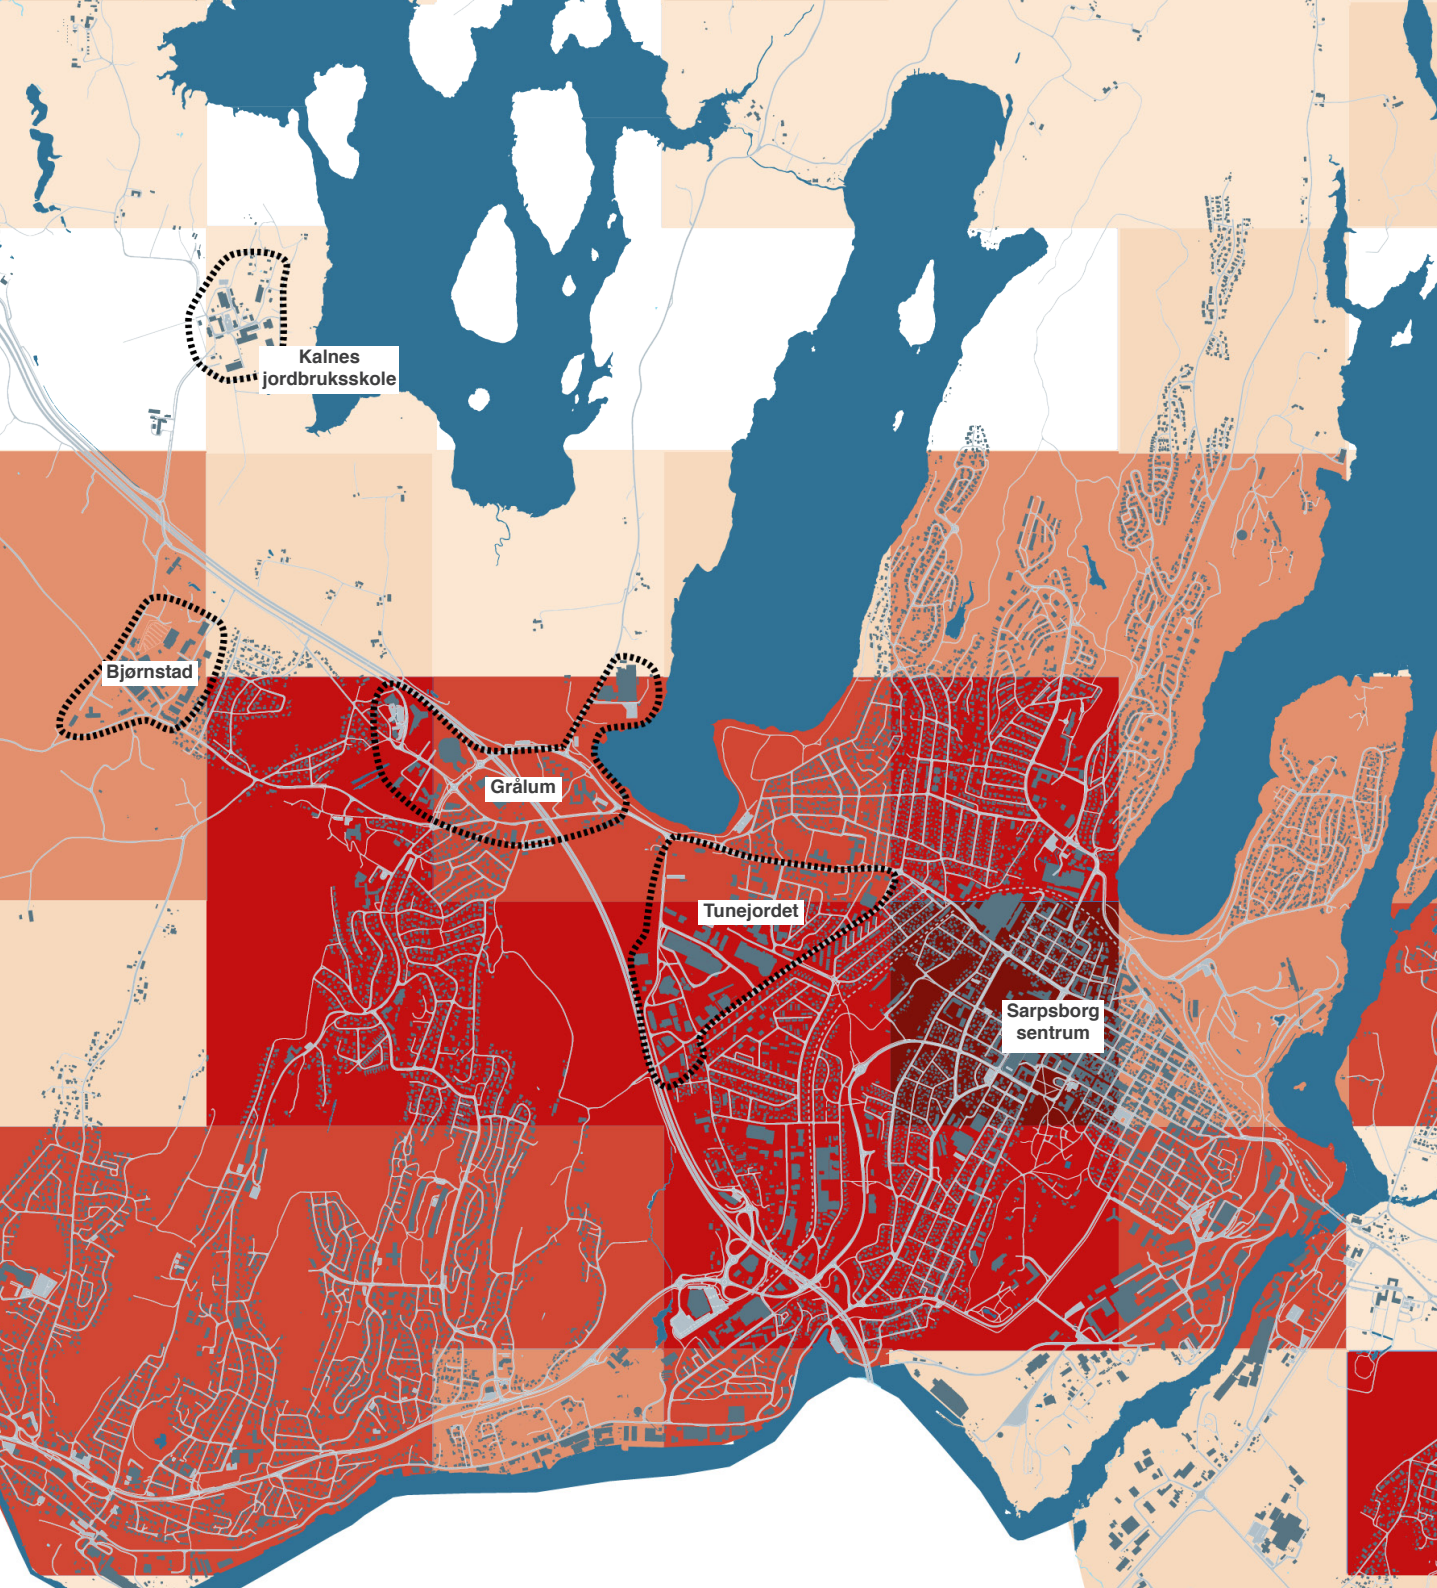 Kalnes
jordbruksskole
Bjørnstad
Grålum
Tunejordet
Sarpsborg
sentrum